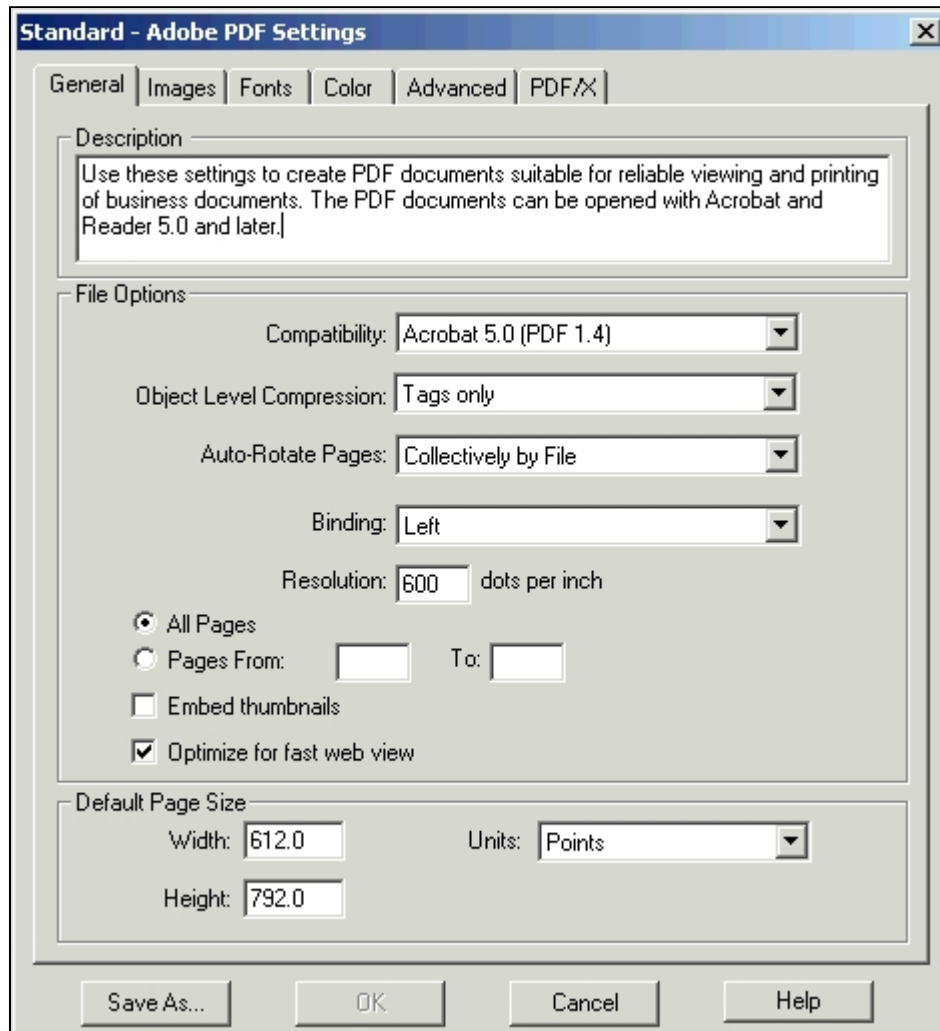 Standard - Adobe PDF Settings
General Images Fonts Color Advanced PDF/X
Description
Use these settings to create PDF documents suitable for reliable viewing and printing
of business documents. The PDF documents can be opened with Acrobat and
Reader 5.0 and later.
File Options
Compatibility: Acrobat 5.0 (PDF 1.4)
Object Level Compression: Tags only
Auto-Rotate Pages: Collectively by File
Binding: Left
Resolution: 600 dots per inch
All Pages
Pages From: To:
Embed thumbnails
Optimize for fast web view
Default Page Size
Width: 612.0 Units: Points
Height: 792.0
Save As... OK Cancel Help